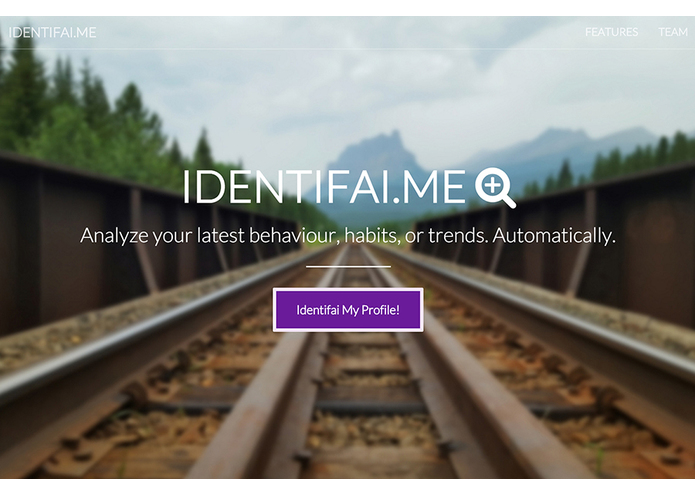 IDENTIFAI.ME
FEATURES TEAM
IDENTIFAI.ME
Analyze your latest behaviour, habits, or trends. Automatically.
Identifai My Profile!